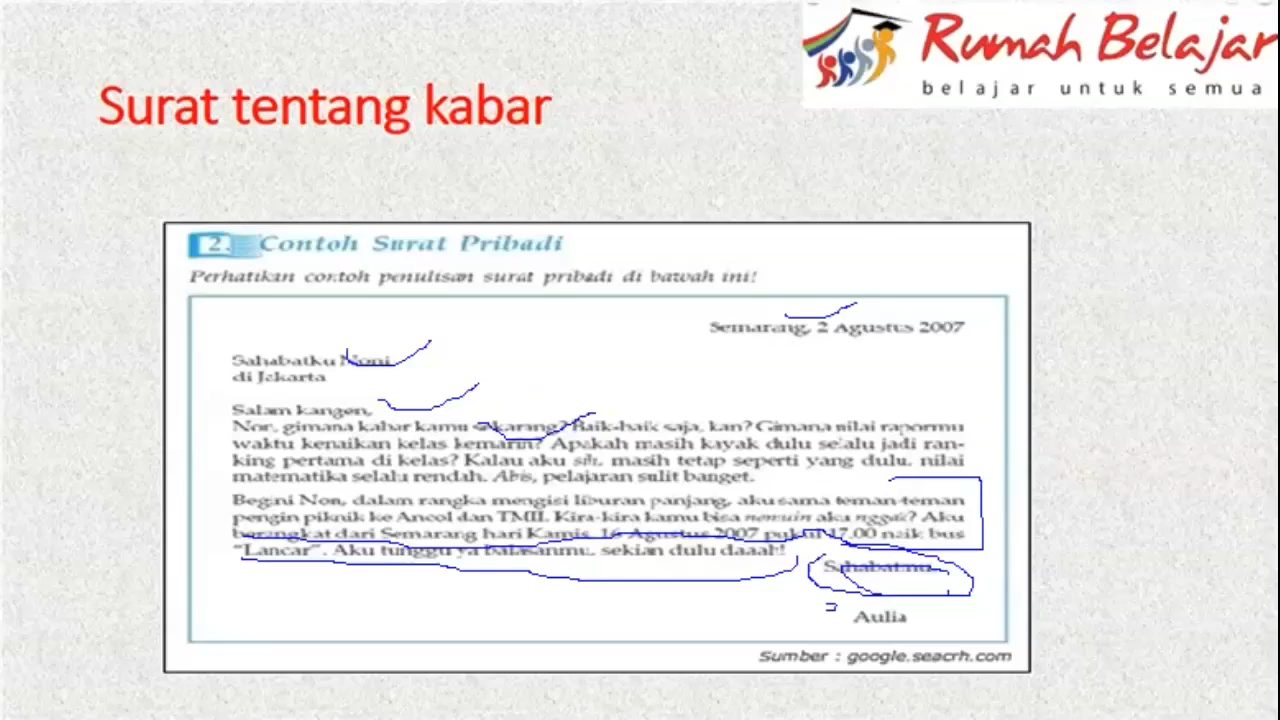 Rumah Belajar
belajar untuk semua
Surat tentang kabar
2. Contoh Surat Pribadi
Perhatikan contoh penulisan surat pribadi di bawah ini!
Semarang, 2 Agustus 2007
Sahabatku Noni
di Jakarta
Salam kangen,
Non, gimana kabar kamu sekarang? Baik-baik saja, kan? Gimana nilai rapormu
waktu kenaikan kelas kemarin? Apakah masih kayak dulu selalu jadi ran-
king pertama di kelas? Kalau aku sih, masih tetap seperti yang dulu, nilai
matematika selalu rendah. Abis, pelajaran sulit banget.
Begini Non, dalam rangka mengisi liburan panjang, aku sama teman-teman
pengin piknik ke Ancol dan TMII. Kira-kira kamu bisa nemuin aku nggak? Aku
berangkat dari Semarang hari Kamis, 16 Agustus 2007 pukul 17.00 naik bus
“Lancar”. Aku tunggu ya balasanmu, sekian dulu daaah!
Sahabatmu
Aulia
Sumber : google.seacrh.com